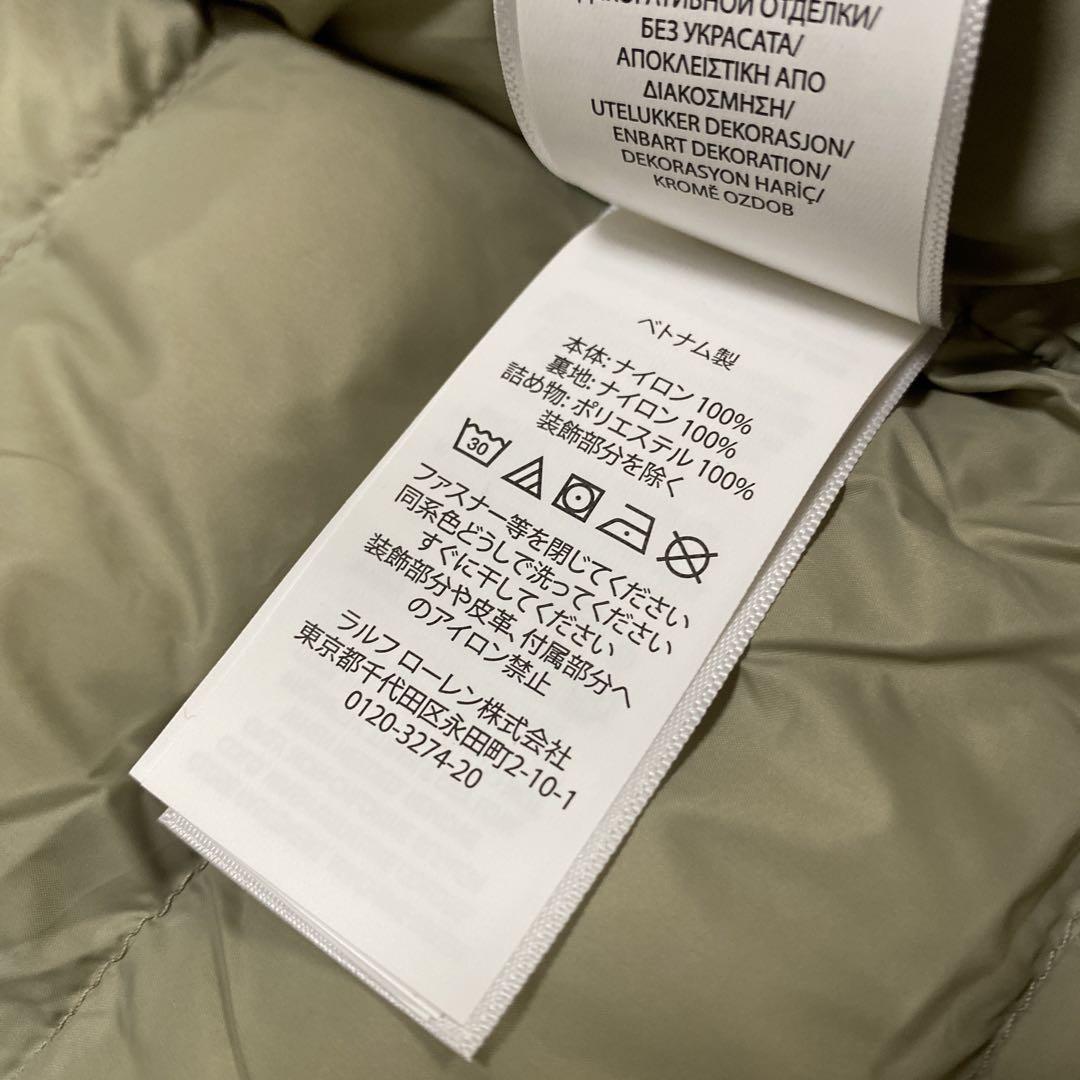 ДЕКОРАТИВНОЙ ОТДЕЛКИ/
БЕЗ УКРАСАТА/
ΑΠΟΚΛΕΙΣΤΙΚΗ ΑΠΟ
ΔΙΑΚΟΣΜΗΣΗ/
UTELUKKER DEKORASJON/
ENBART DEKORATION/
DEKORASYON HARİÇ/
KROMĚ OZDOB
ベトナム製
本体: ナイロン 100%
裏地: ナイロン 100%
詰め物: ポリエステル 100%
装飾部分を除く
30
ファスナー等を閉じてください
同系色どうしで洗ってください
すぐに干してください
装飾部分や皮革、付属部分へ
のアイロン禁止
ラルフ ローレン株式会社
東京都千代田区永田町2-10-1
0120-3274-20